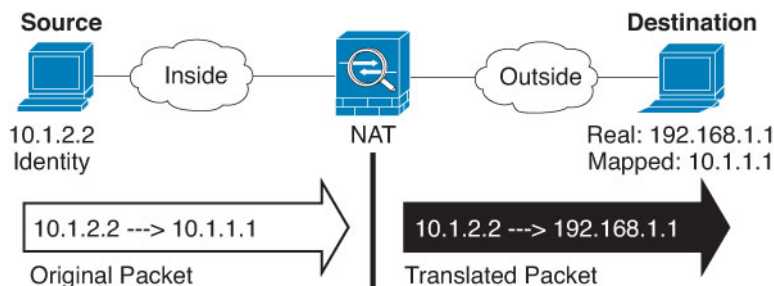 Source
Destination
Inside
Outside
10.1.2.2
Identity
NAT
Real: 192.168.1.1
Mapped: 10.1.1.1
10.1.2.2 ---> 10.1.1.1
10.1.2.2 ---> 192.168.1.1
Original Packet
Translated Packet